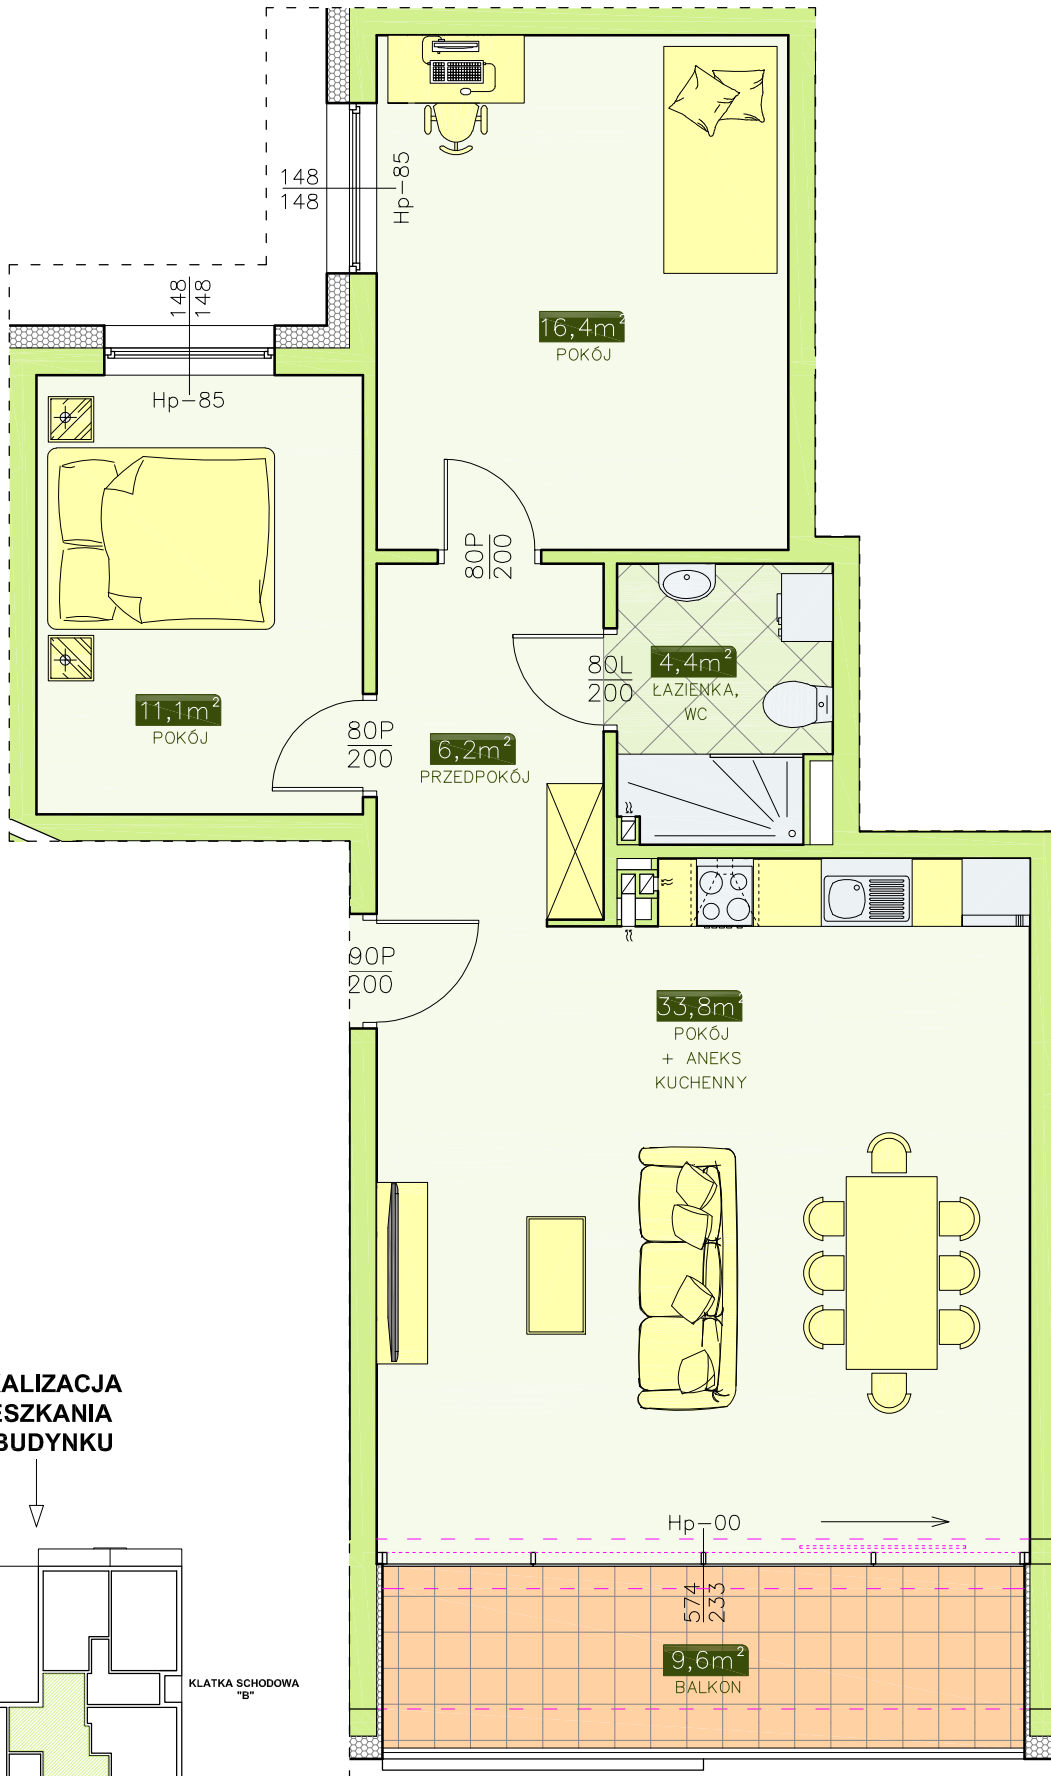 148
148
Hp-85
148
148
Hp-85
16,4m²
POKÓJ
80P
200
11,1m²
POKÓJ
80P
200
6,2m²
PRZEDPOKÓJ
80L
200
4,4m²
ŁAZIENKA,
WC
90P
200
33,8m²
POKÓJ
+ ANEKS
KUCHENNY
ALIZACJA
ESZKANIA
BUDYNKU
Hp-00
574
233
9,6m²
BALKON
KLATKA SCHODOWA
"B"